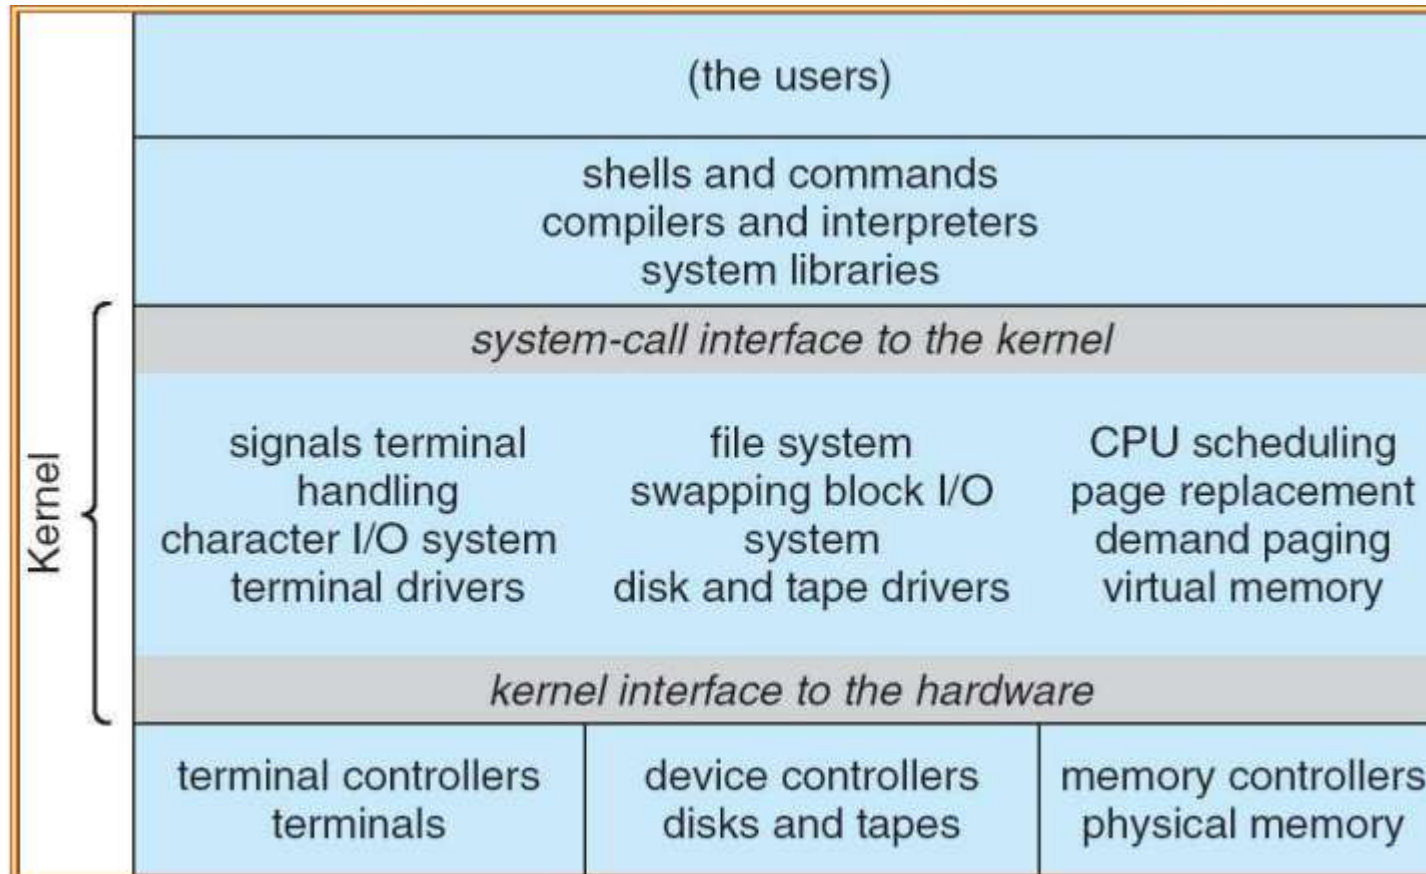 (the users)
shells and commands
compilers and interpreters
system libraries
Kernel
system-call interface to the kernel
signals terminal
handling
character I/O system
terminal drivers
file system
swapping block I/O
system
disk and tape drivers
CPU scheduling
page replacement
demand paging
virtual memory
kernel interface to the hardware
terminal controllers
terminals
device controllers
disks and tapes
memory controllers
physical memory